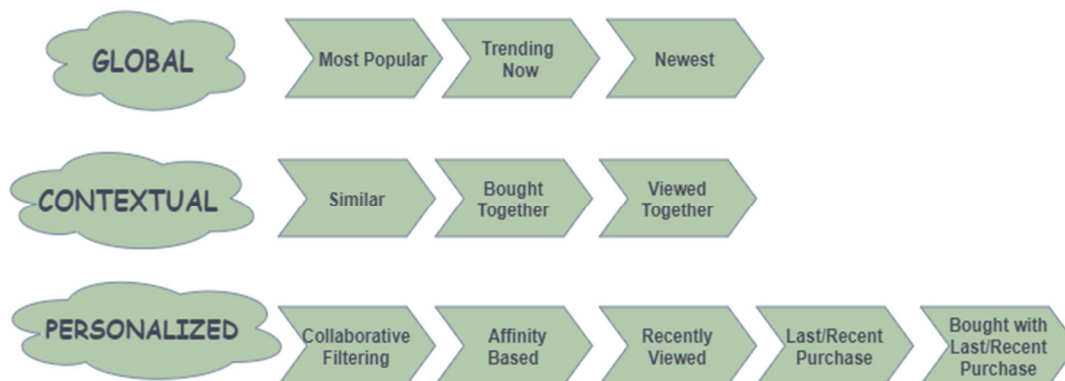 GLOBAL
Most Popular
Trending
Now
Newest
CONTEXTUAL
Similar
Bought
Together
Viewed
Together
PERSONALIZED
Collaborative
Filtering
Affinity
Based
Recently
Viewed
Last/Recent
Purchase
Bought with
Last/Recent
Purchase